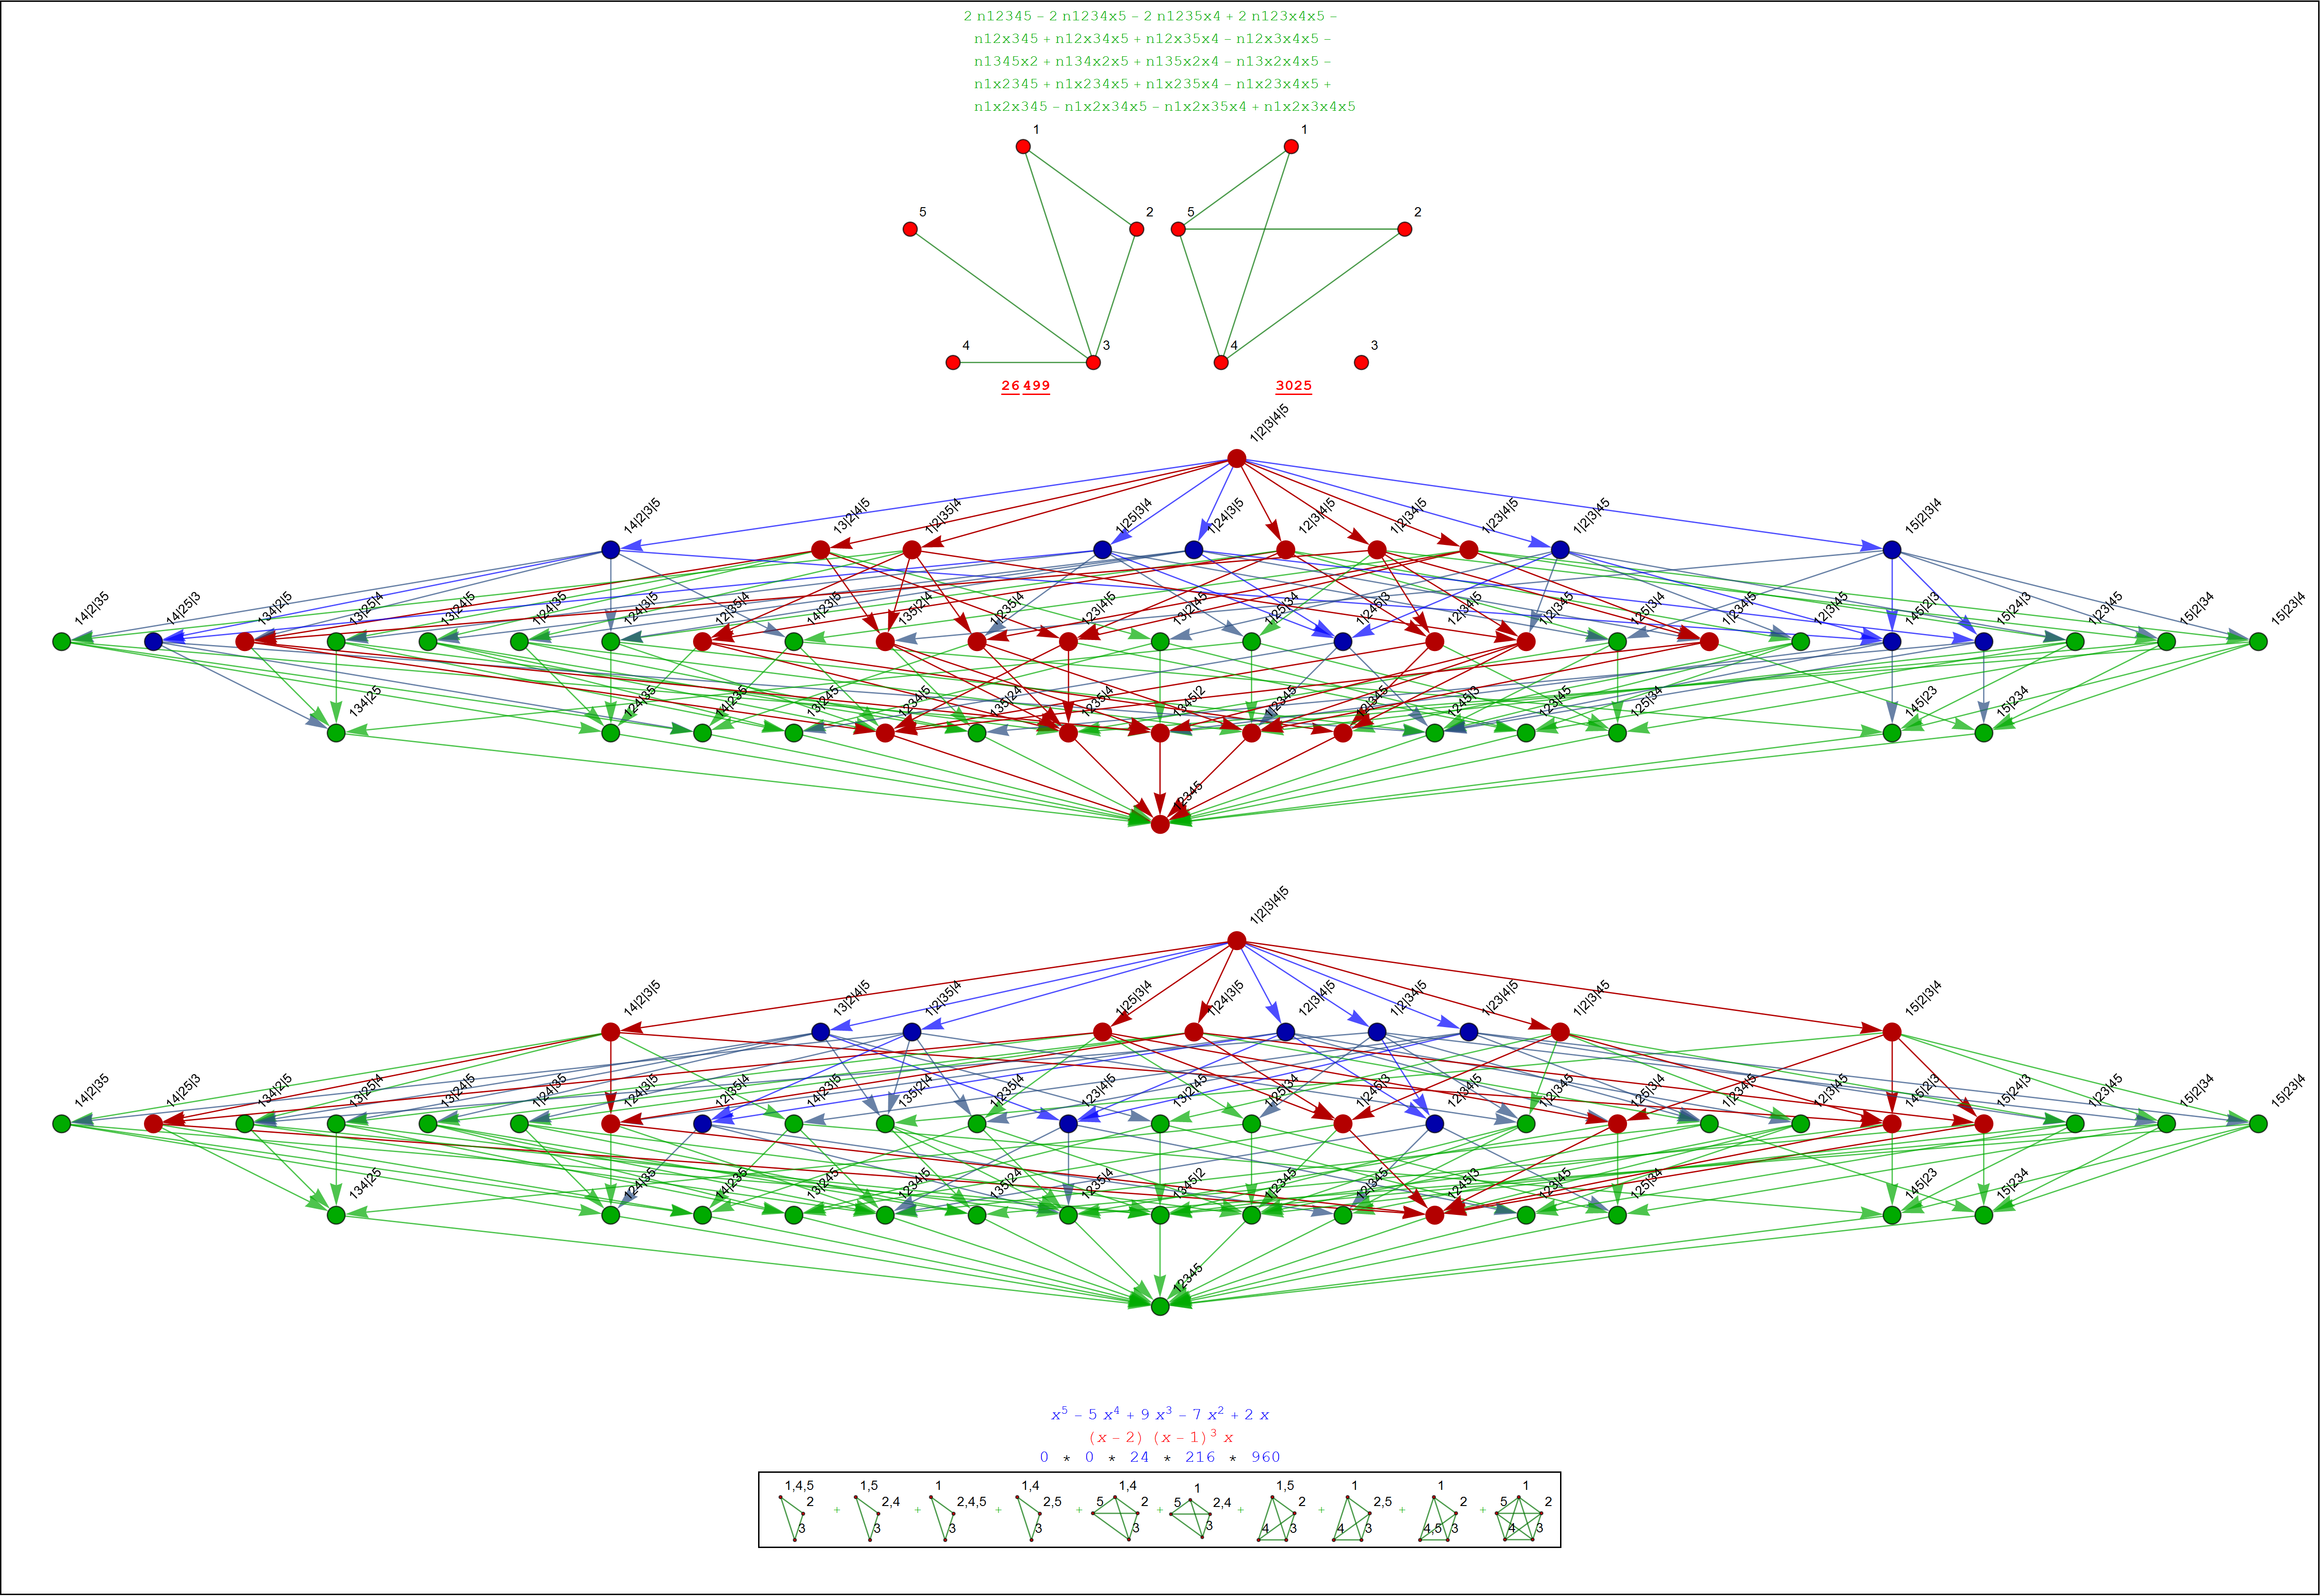 2 n12345 – 2 n1234x5 – 2 n1235x4 + 2 n123x4x5 –
n12x345 + n12x34x5 + n12x35x4 – n12x3x4x5 –
n1345x2 + n134x2x5 + n135x2x4 – n13x2x4x5 –
n1x2345 + n1x234x5 + n1x235x4 – n1x23x4x5 +
n1x2x345 – n1x2x34x5 – n1x2x35x4 + n1x2x3x4x5
1 1
5 2 5 2
4 3 4 3
26 499 3025
1|2|3|4|5
14|2|3|5 13|2|4|5 1|2|35|4 1|25|3|4 1|24|3|5 12|3|4|5 1|2|34|5 1|23|4|5 1|2|3|45 15|2|3|4
14|2|35 14|25|3 134|2|5 13|25|4 13|24|5 1|24|35 124|3|5 12|35|4 14|23|5 135|2|4 1|235|4 123|4|5 13|2|45 1|25|34 1|245|3 12|34|5 1|2|345 125|3|4 1|234|5 12|3|45 145|2|3 15|24|3 1|23|45 15|2|34 15|23|4
134|25 124|35 14|235 13|245 1234|5 135|24 1235|4 1345|2 1|2345 12|345 1245|3 123|45 125|34 145|23 15|234
12345
1|2|3|4|5
14|2|3|5 13|2|4|5 1|2|35|4 1|25|3|4 1|24|3|5 12|3|4|5 1|2|34|5 1|23|4|5 1|2|3|45 15|2|3|4
14|2|35 14|25|3 134|2|5 13|25|4 13|24|5 1|24|35 124|3|5 12|35|4 14|23|5 135|2|4 1|235|4 123|4|5 13|2|45 1|25|34 1|245|3 12|34|5 1|2|345 125|3|4 1|234|5 12|3|45 145|2|3 15|24|3 1|23|45 15|2|34 15|23|4
134|25 124|35 14|235 13|245 1234|5 135|24 1235|4 1345|2 1|2345 12|345 1245|3 123|45 125|34 145|23 15|234
12345
x⁵ – 5 x⁴ + 9 x³ – 7 x² + 2 x
(x – 2) (x – 1)³ x
0 * 0 * 24 * 216 * 960
1,4,5 2 3 + 1,5 2,4 3 + 1 2,4,5 3 + 1,4 2,5 3 + 1,4 5 2 3 + 1 5 2,4 3 + 1,5 2 4 3 + 1 2,5 4 3 + 1 2 4,5 3 + 1 5 2 4 3